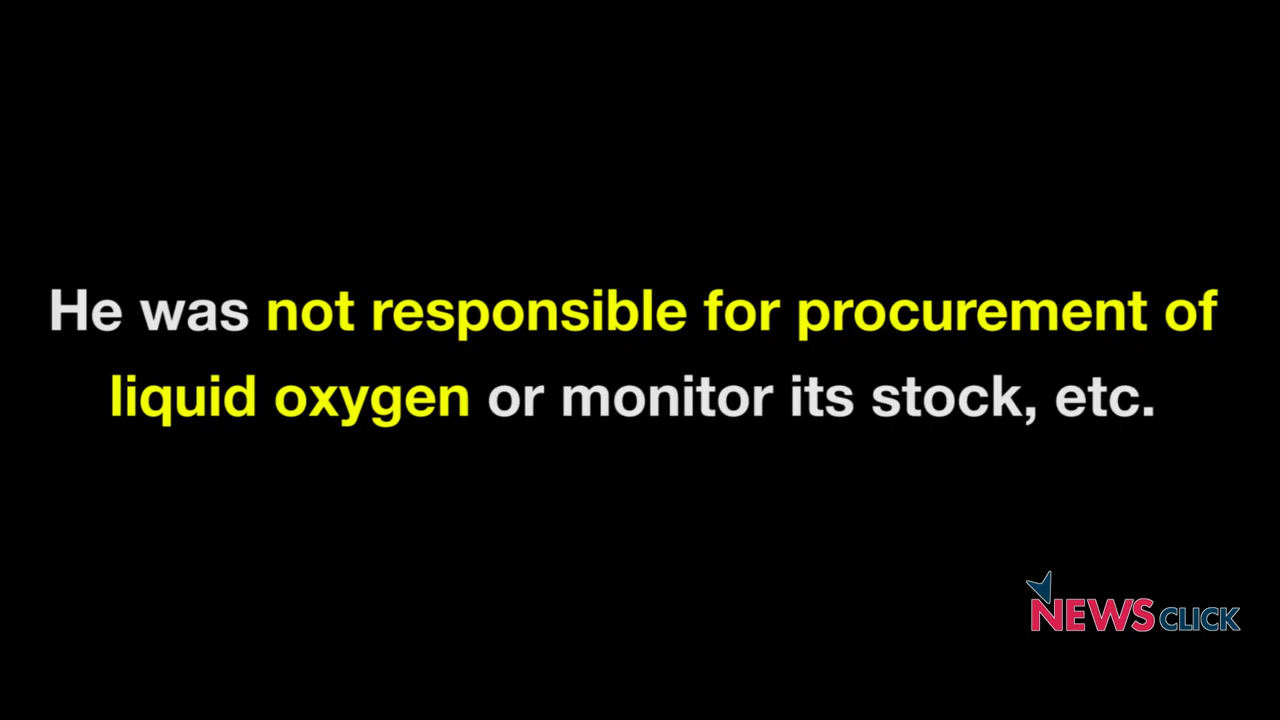 He was not responsible for procurement of
liquid oxygen or monitor its stock, etc.
NEWSCLICK